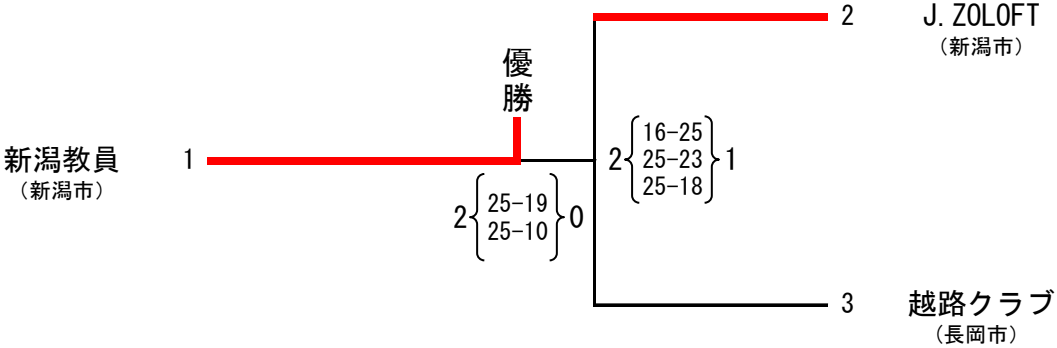 2 J.ZOLOFT
(新潟市)
優
勝
新潟教員 1
(新潟市)
2 16-25 1
25-23
25-18
2 25-19 0
25-10
3 越路クラブ
(長岡市)